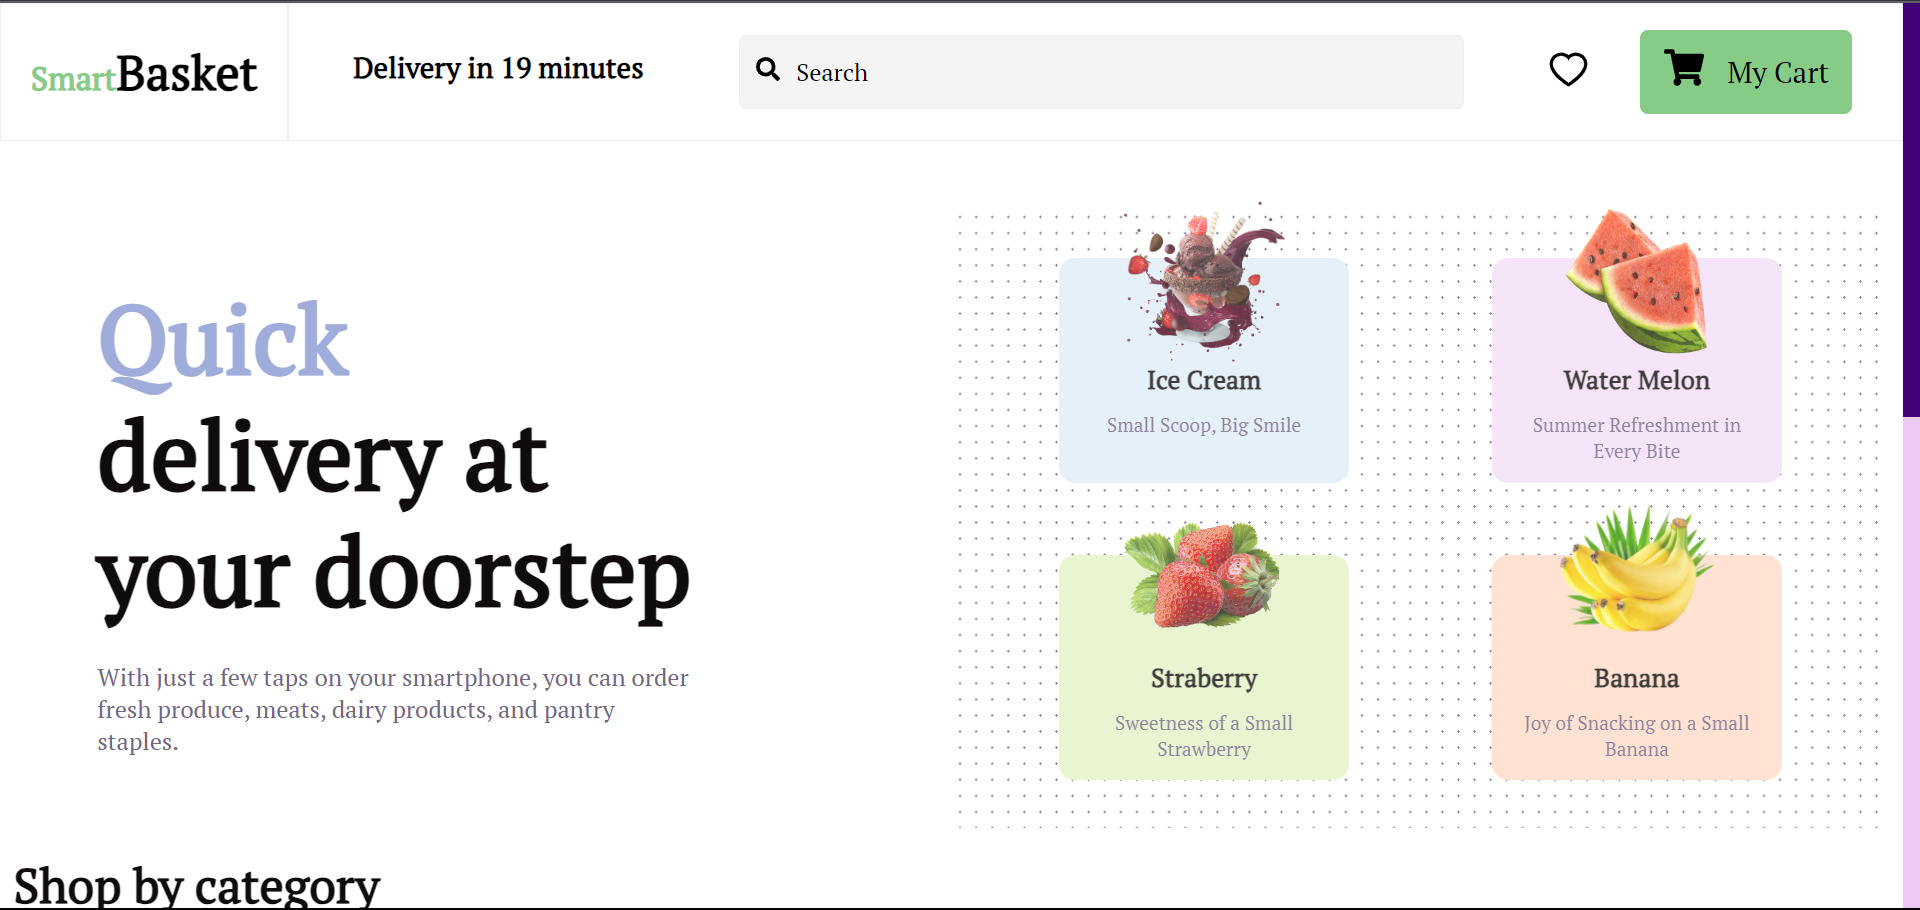 SmartBasket
Delivery in 19 minutes
Search
My Cart
Quick
delivery at
your doorstep
With just a few taps on your smartphone, you can order
fresh produce, meats, dairy products, and pantry
staples.
Ice Cream
Small Scoop, Big Smile
Water Melon
Summer Refreshment in
Every Bite
Straberry
Sweetness of a Small
Strawberry
Banana
Joy of Snacking on a Small
Banana
Shop by category